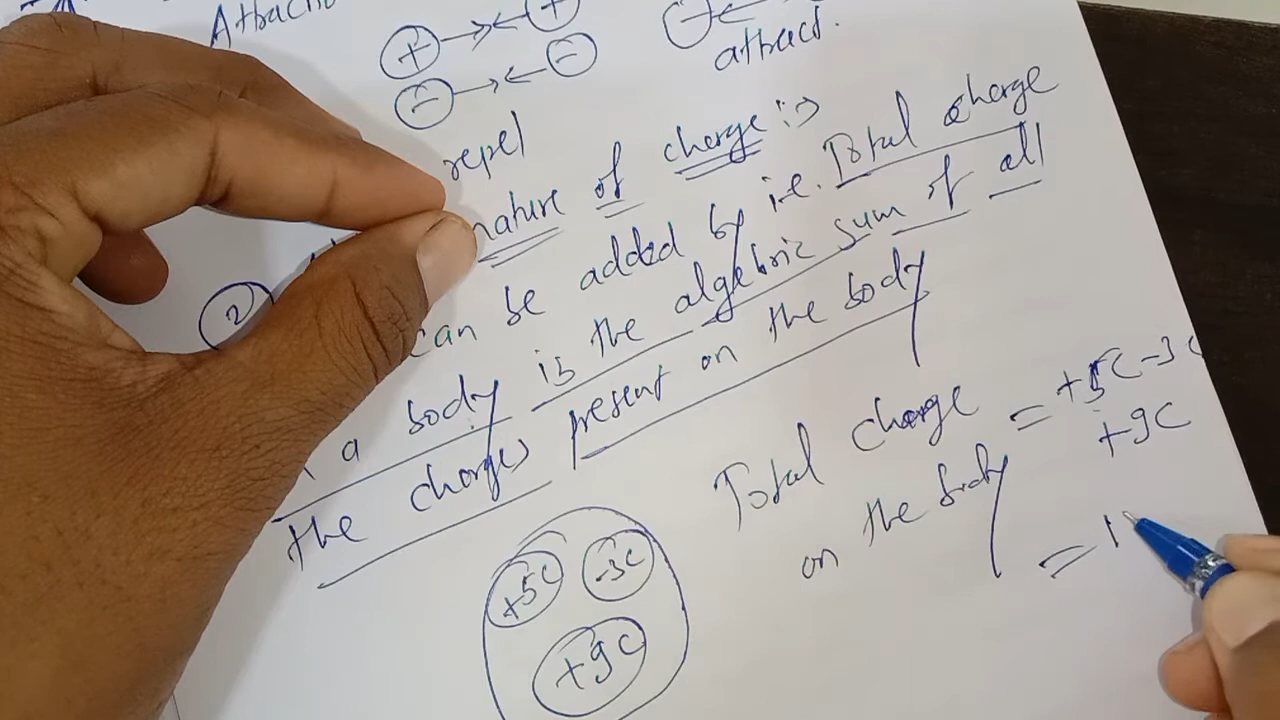 + +
- -
attract.
repel
nature of charge :⇒
2 can be added by i.e. Total charge
a body is the algebric sum of all
the charges present on the body
Total charge = +5C -3C
on the body +9C
= 1
+5C -3C
+9C